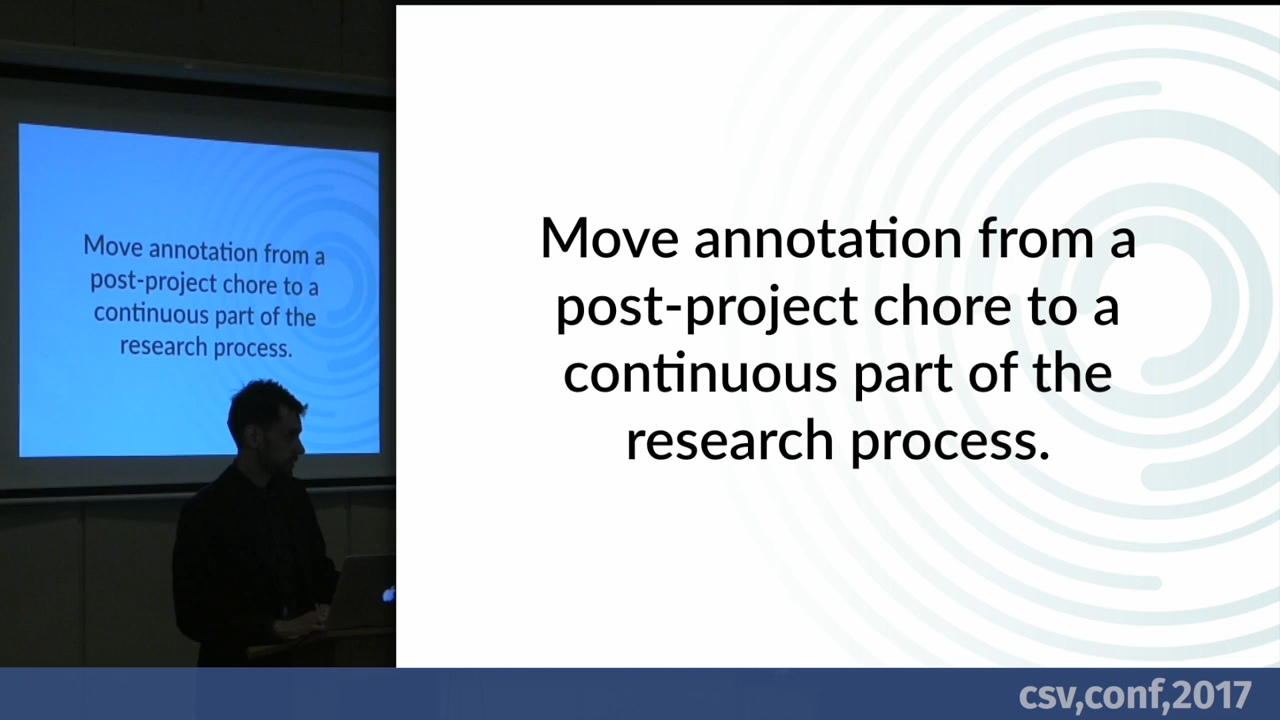 Move annotation from a
post-project chore to a
continuous part of the
research process.
Move annotation from a
post-project chore to a
continuous part of the
research process.
csv,conf,2017